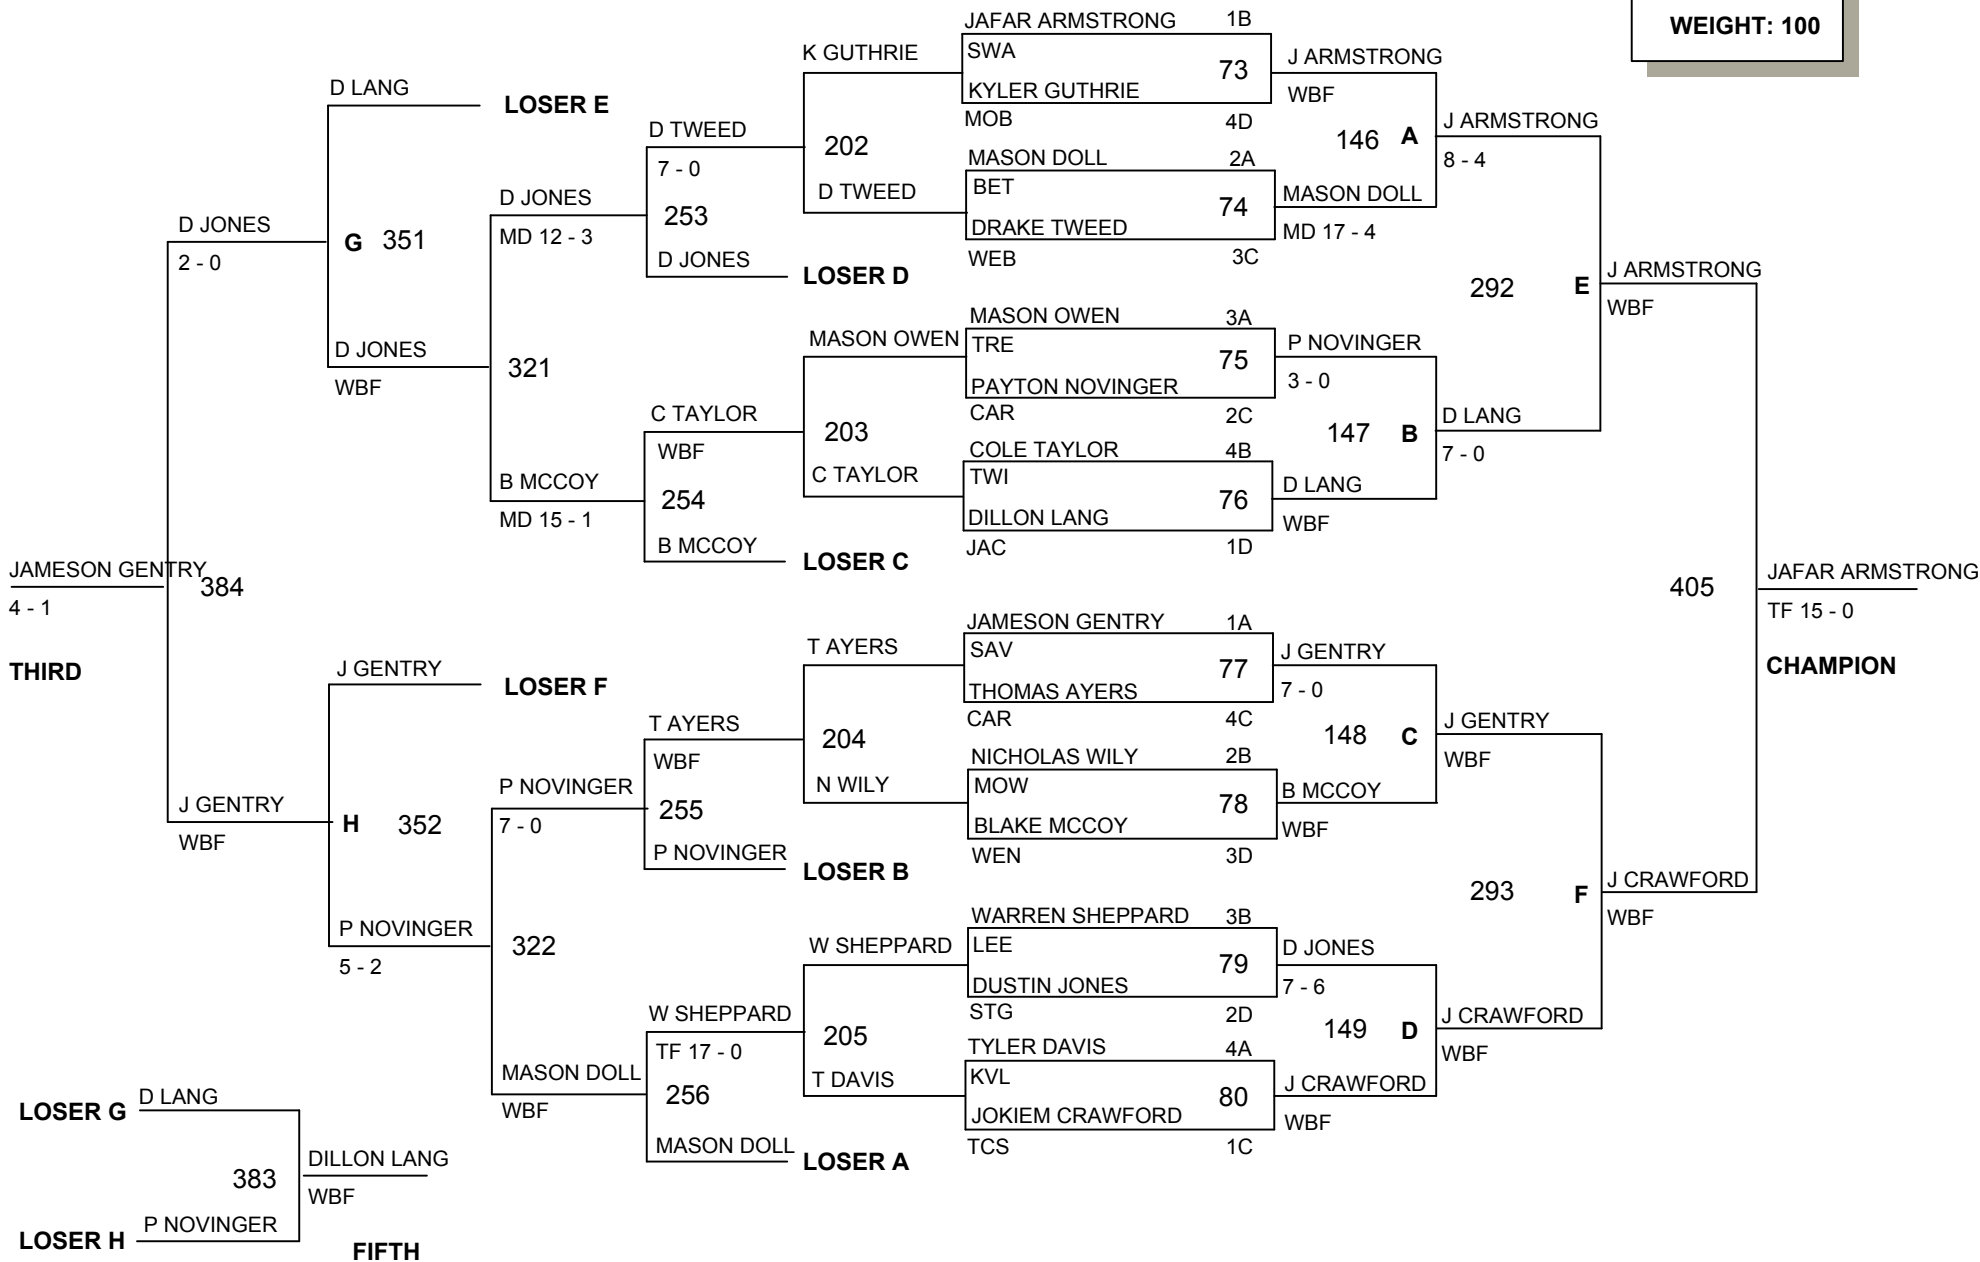 WEIGHT: 100
JAFAR ARMSTRONG 1B
SWA
73
KYLER GUTHRIE
MOB 4D
MASON DOLL 2A
BET
74
DRAKE TWEED
WEB 3C
MASON OWEN 3A
TRE
75
PAYTON NOVINGER
CAR 2C
COLE TAYLOR 4B
TWI
76
DILLON LANG
JAC 1D
JAMESON GENTRY 1A
SAV
77
THOMAS AYERS
CAR 4C
NICHOLAS WILY 2B
MOW
78
BLAKE MCCOY
WEN 3D
WARREN SHEPPARD 3B
LEE
79
DUSTIN JONES
STG 2D
TYLER DAVIS 4A
KVL
80
JOKIEM CRAWFORD
TCS 1C
J ARMSTRONG
WBF
146 A
MASON DOLL
MD 17 - 4
P NOVINGER
3 - 0
147 B
D LANG
WBF
J GENTRY
7 - 0
148 C
B MCCOY
WBF
D JONES
7 - 6
149 D
J CRAWFORD
WBF
J ARMSTRONG
8 - 4
292 E
D LANG
7 - 0
J GENTRY
WBF
293 F
J CRAWFORD
WBF
J ARMSTRONG
WBF
405
J CRAWFORD
WBF
JAFAR ARMSTRONG
TF 15 - 0
CHAMPION
K GUTHRIE
202
D TWEED
MASON OWEN
203
C TAYLOR
T AYERS
204
N WILY
W SHEPPARD
205
T DAVIS
D TWEED
7 - 0
253
D JONES
LOSER D
C TAYLOR
WBF
254
B MCCOY
LOSER C
T AYERS
WBF
255
P NOVINGER
LOSER B
W SHEPPARD
TF 17 - 0
256
MASON DOLL
LOSER A
D JONES
MD 12 - 3
321
B MCCOY
MD 15 - 1
P NOVINGER
7 - 0
322
MASON DOLL
WBF
D LANG
LOSER E
G 351
D JONES
WBF
J GENTRY
LOSER F
H 352
P NOVINGER
5 - 2
D JONES
2 - 0
384
J GENTRY
WBF
JAMESON GENTRY
4 - 1
THIRD
LOSER G D LANG
383
LOSER H P NOVINGER
DILLON LANG
WBF
FIFTH